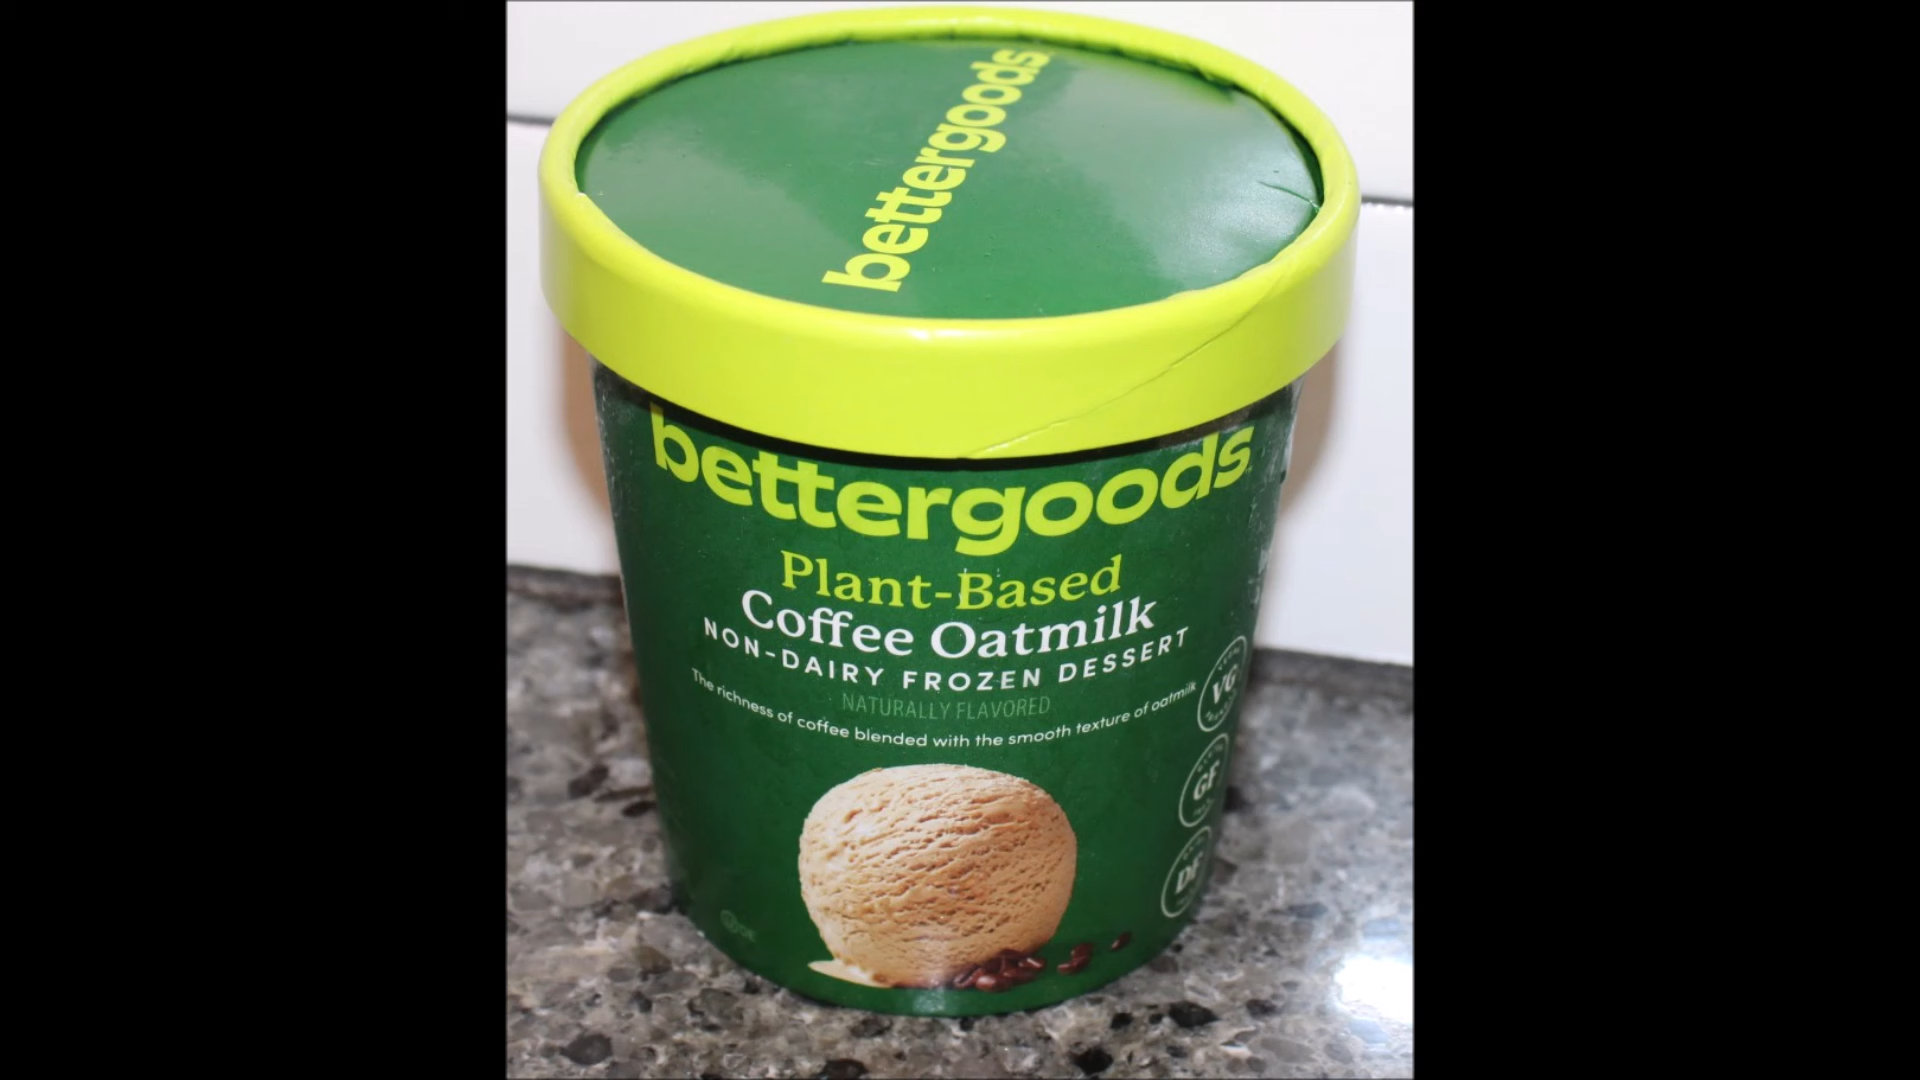 bettergoods
bettergoods
Plant-Based
Coffee Oatmilk
NON-DAIRY FROZEN DESSERT
NATURALLY FLAVORED
The richness of coffee blended with the smooth texture of oatmilk
VG
GF
DF